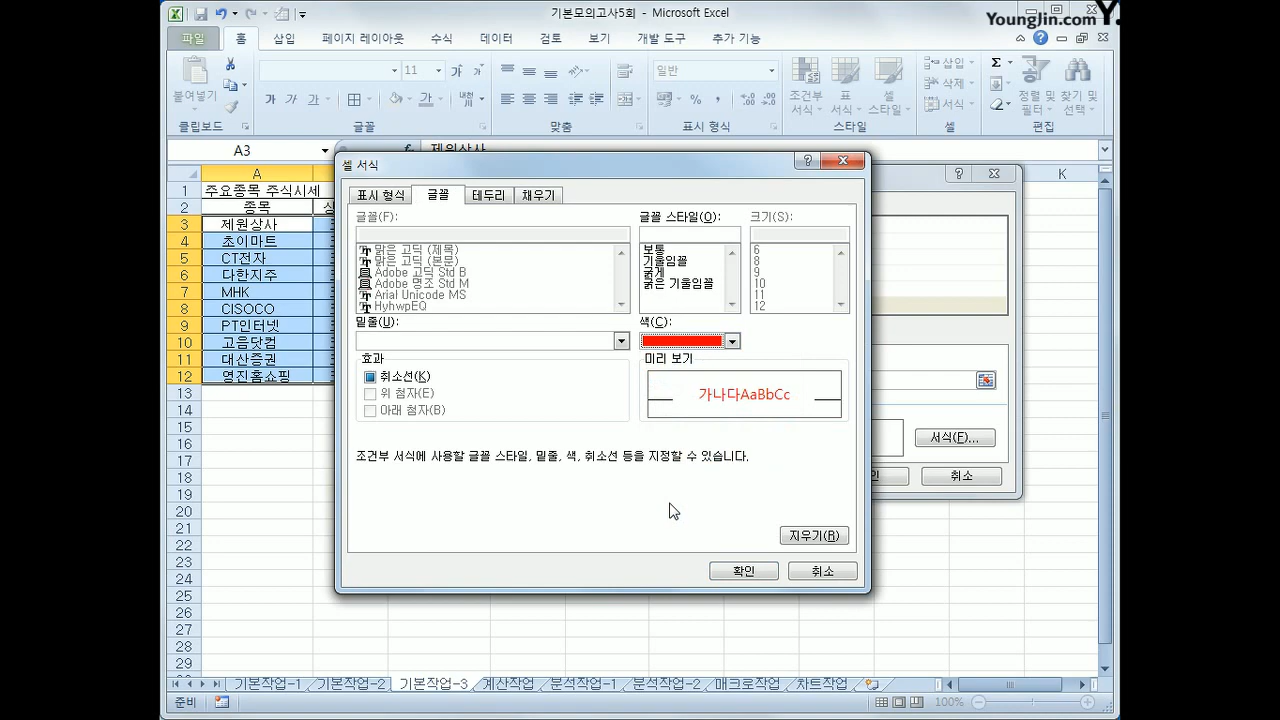 기본모의고사5회 - Microsoft Excel
YoungJin.com Y.
파일 홈 삽입 페이지 레이아웃 수식 데이터 검토 보기 개발 도구 추가 기능
붙여넣기
11
가 가 가
일반
조건부 서식
표 서식
셀 스타일
삽입
삭제
서식
정렬 및 필터
찾기 및 선택
클립보드 글꼴 맞춤 표시 형식 스타일 셀 편집
A3
제원상사
A K
1 주요종목 주식시세
2 종목
3 제원상사
4 초이마트
5 CT전자
6 다한지주
7 MHK
8 CISOCO
9 PT인터넷
10 고음닷컴
11 대산증권
12 영진홈쇼핑
13
14
15
16
17
18
19
20
21
22
23
24
25
26
27
28
29
셀 서식
표시 형식 글꼴 테두리 채우기
글꼴(F): 글꼴 스타일(O): 크기(S):
맑은 고딕 (제목)
맑은 고딕 (본문)
Adobe 고딕 Std B
Adobe 명조 Std M
Arial Unicode MS
HyhwpEQ
보통
기울임꼴
굵게
굵은 기울임꼴
6
8
9
10
11
12
밑줄(U): 색(C):
효과
취소선(K)
위 첨자(E)
아래 첨자(B)
미리 보기
가나다AaBbCc
조건부 서식에 사용할 글꼴 스타일, 밑줄, 색, 취소선 등을 지정할 수 있습니다.
지우기(R)
확인 취소
서식(F)...
취소
기본작업-1 기본작업-2 기본작업-3 계산작업 분석작업-1 분석작업-2 매크로작업 차트작업
준비
100%